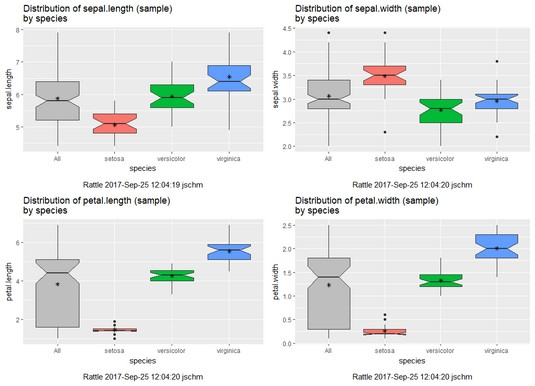 Distribution of sepal.length (sample)
by species
8
7
6
5
sepal.length
All
setosa
versicolor
virginica
species
Rattle 2017-Sep-25 12:04:19 jschm
Distribution of sepal.width (sample)
by species
4.5
4.0
3.5
3.0
2.5
2.0
sepal.width
All
setosa
versicolor
virginica
species
Rattle 2017-Sep-25 12:04:20 jschm
Distribution of petal.length (sample)
by species
6
4
2
petal.length
All
setosa
versicolor
virginica
species
Rattle 2017-Sep-25 12:04:20 jschm
Distribution of petal.width (sample)
by species
2.5
2.0
1.5
1.0
0.5
0.0
petal.width
All
setosa
versicolor
virginica
species
Rattle 2017-Sep-25 12:04:20 jschm